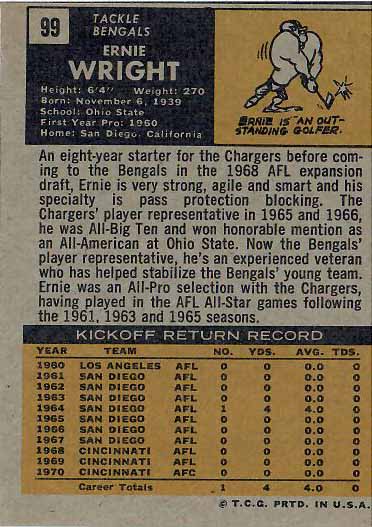 99
TACKLE
BENGALS
ERNIE
WRIGHT
Height: 6'4" Weight: 270
Born: November 6, 1939
School: Ohio State
First Year Pro: 1960
Home: San Diego, California
ERNIE IS AN OUT-
STANDING GOLFER.
An eight-year starter for the Chargers before com-
ing to the Bengals in the 1968 AFL expansion
draft, Ernie is very strong, agile and smart and his
specialty is pass protection blocking. The
Chargers' player representative in 1965 and 1966,
he was All-Big Ten and won honorable mention as
an All-American at Ohio State. Now the Bengals'
player representative, he's an experienced veteran
who has helped stabilize the Bengals' young team.
Ernie was an All-Pro selection with the Chargers,
having played in the AFL All-Star games following
the 1961, 1963 and 1965 seasons.
KICKOFF RETURN RECORD
YEAR TEAM NO. YDS. AVG. TDS.
1960 LOS ANGELES AFL 0 0 0.0 0
1961 SAN DIEGO AFL 0 0 0.0 0
1962 SAN DIEGO AFL 0 0 0.0 0
1963 SAN DIEGO AFL 0 0 0.0 0
1964 SAN DIEGO AFL 1 4 4.0 0
1965 SAN DIEGO AFL 0 0 0.0 0
1966 SAN DIEGO AFL 0 0 0.0 0
1967 SAN DIEGO AFL 0 0 0.0 0
1968 CINCINNATI AFL 0 0 0.0 0
1969 CINCINNATI AFL 0 0 0.0 0
1970 CINCINNATI AFC 0 0 0.0 0
Career Totals 1 4 4.0 0
© T.C.G. PRTD. IN U.S.A.